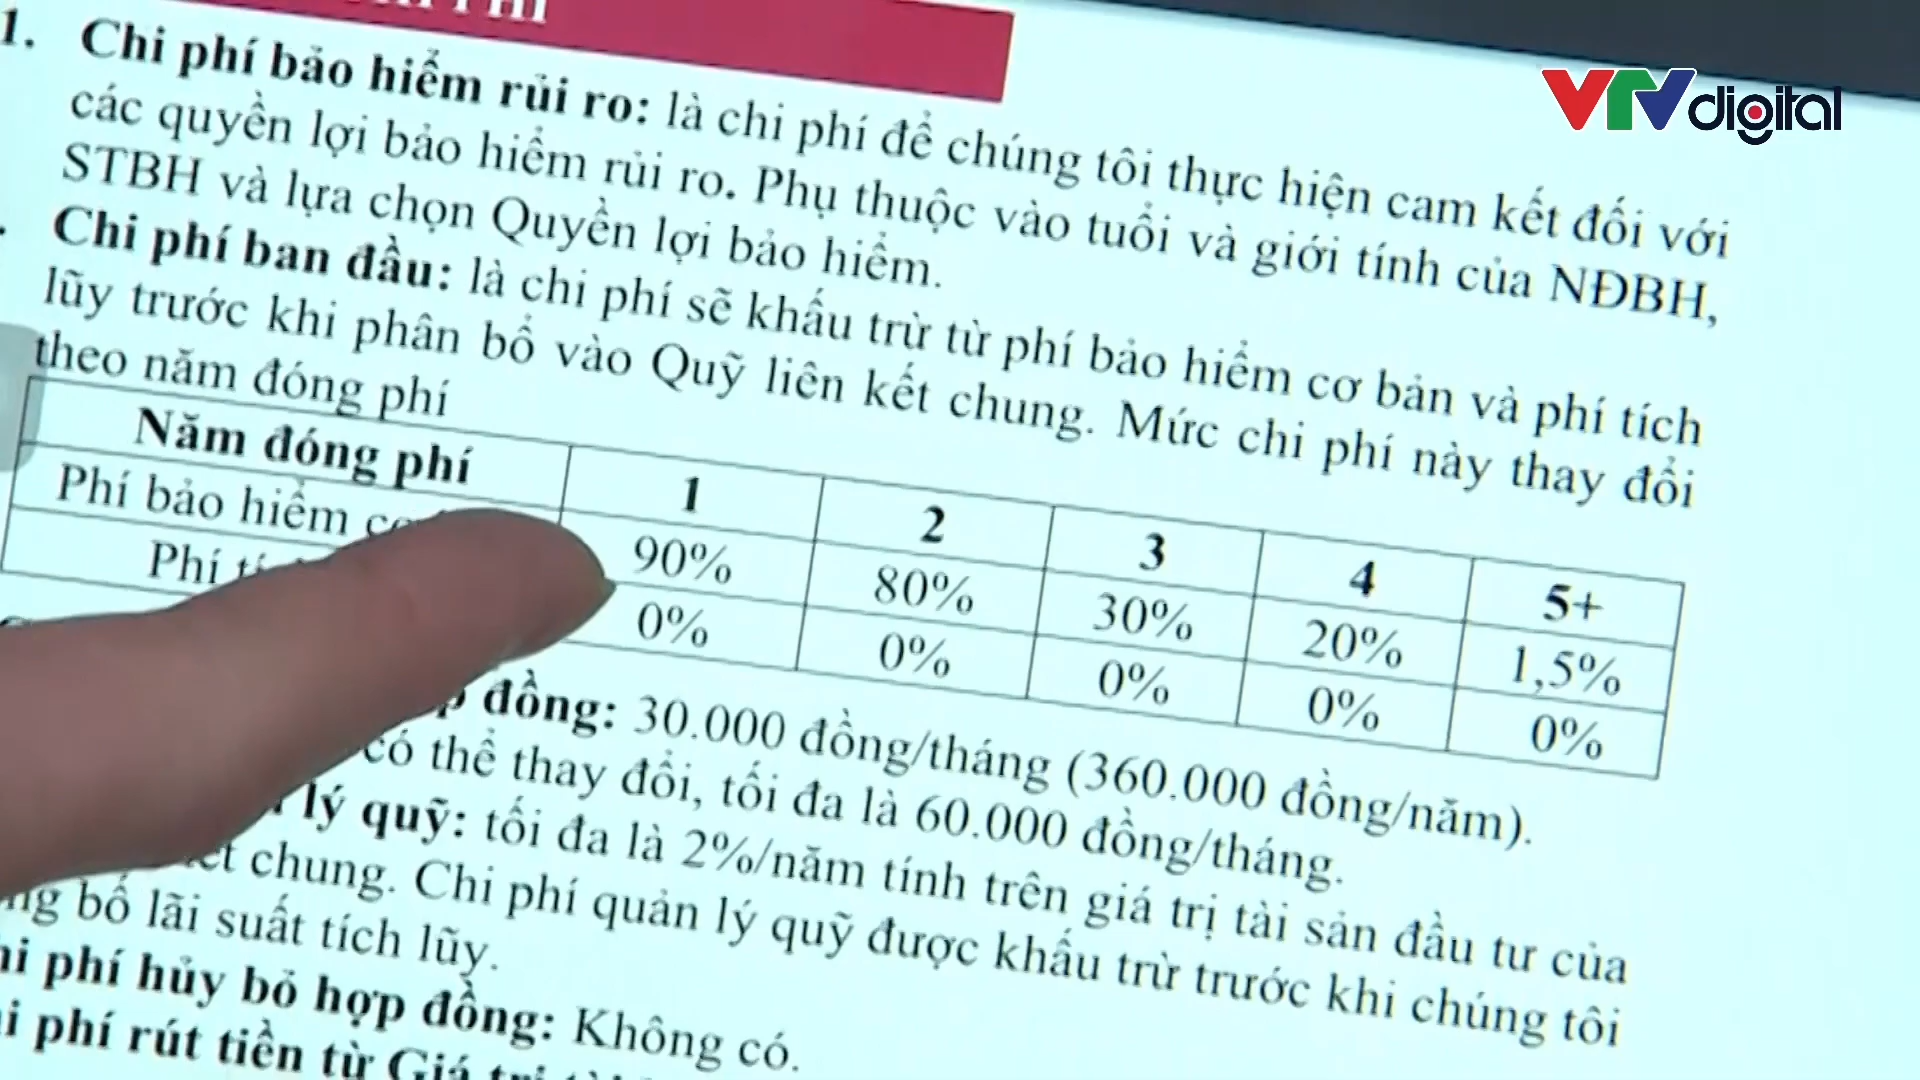 VTV digital
1. Chi phí bảo hiểm rủi ro: là chi phí để chúng tôi thực hiện cam kết đối với
các quyền lợi bảo hiểm rủi ro. Phụ thuộc vào tuổi và giới tính của NĐBH,
STBH và lựa chọn Quyền lợi bảo hiểm.
Chi phí ban đầu: là chi phí sẽ khấu trừ từ phí bảo hiểm cơ bản và phí tích
lũy trước khi phân bổ vào Quỹ liên kết chung. Mức chi phí này thay đổi
theo năm đóng phí
Năm đóng phí 1 2 3 4 5+
Phí bảo hiểm 90% 80% 30% 20% 1,5%
Phí 0% 0% 0% 0% 0%
đồng: 30.000 đồng/tháng (360.000 đồng/năm).
có thể thay đổi, tối đa là 60.000 đồng/tháng.
lý quỹ: tối đa là 2%/năm tính trên giá trị tài sản đầu tư của
chung. Chi phí quản lý quỹ được khấu trừ trước khi chúng tôi
bố lãi suất tích lũy.
phí hủy bỏ hợp đồng: Không có.
phí rút tiền từ Giá trị